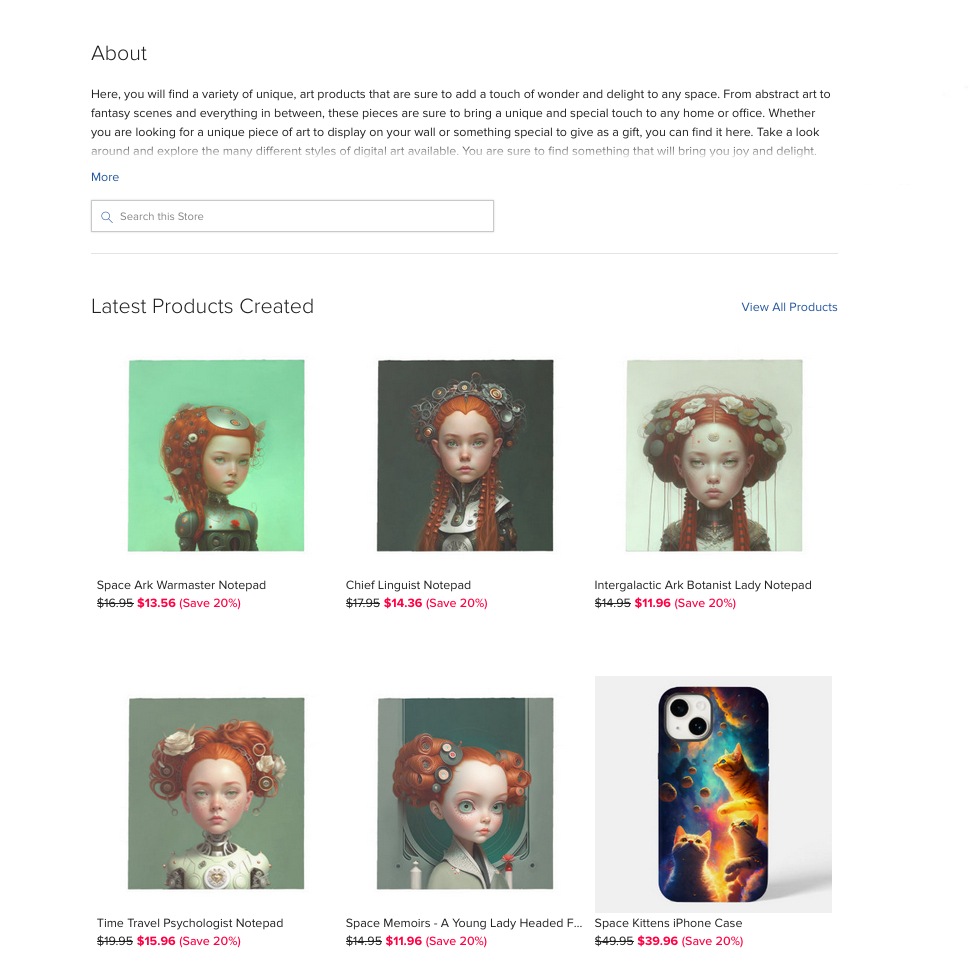 About
Here, you will find a variety of unique, art products that are sure to add a touch of wonder and delight to any space. From abstract art to
fantasy scenes and everything in between, these pieces are sure to bring a unique and special touch to any home or office. Whether
you are looking for a unique piece of art to display on your wall or something special to give as a gift, you can find it here. Take a look
around and explore the many different styles of digital art available. You are sure to find something that will bring you joy and delight.
More
Search this Store
Latest Products Created
View All Products
Space Ark Warmaster Notepad
$16.95 $13.56 (Save 20%)
Chief Linguist Notepad
$17.95 $14.36 (Save 20%)
Intergalactic Ark Botanist Lady Notepad
$14.95 $11.96 (Save 20%)
Time Travel Psychologist Notepad
$19.95 $15.96 (Save 20%)
Space Memoirs - A Young Lady Headed F...
$14.95 $11.96 (Save 20%)
Space Kittens iPhone Case
$49.95 $39.96 (Save 20%)